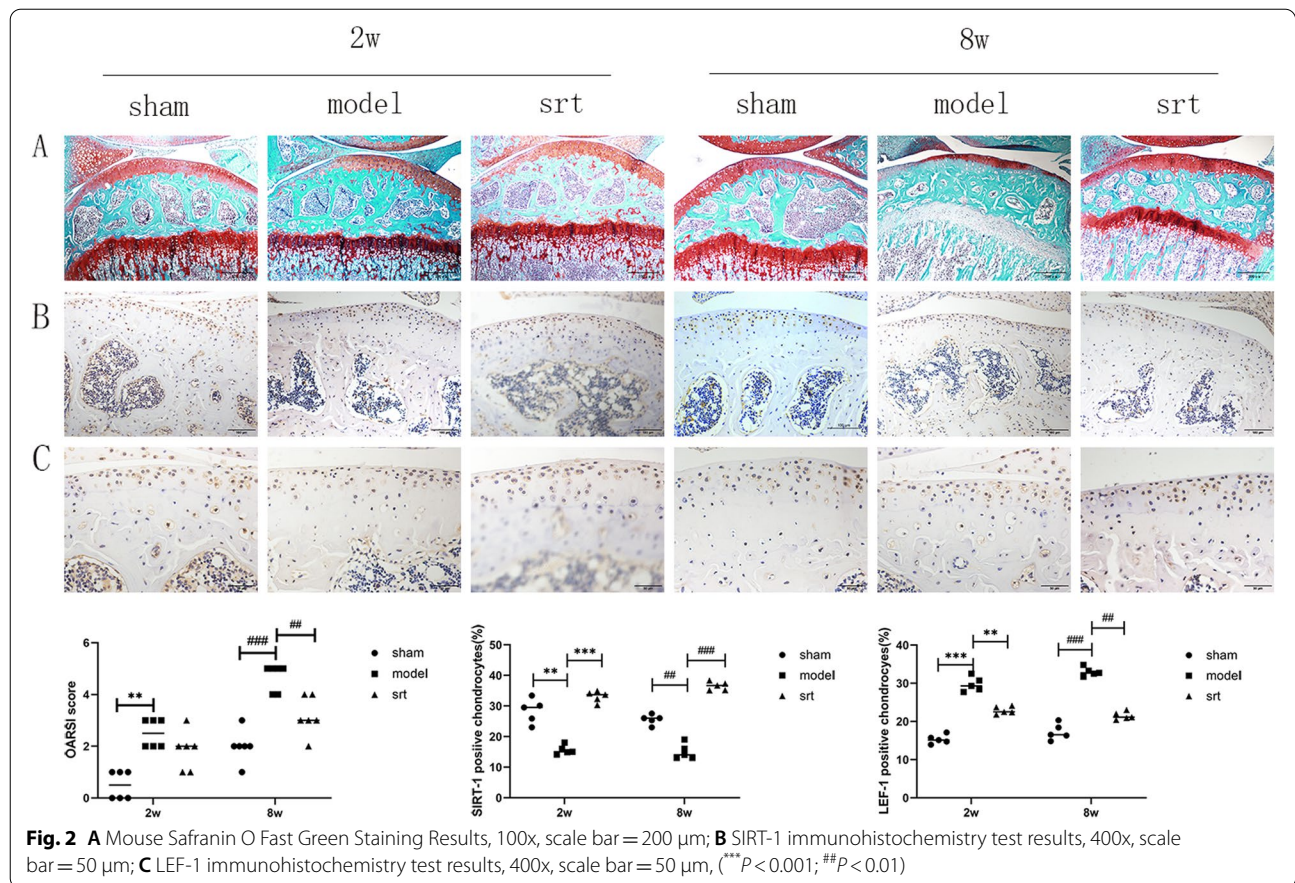 2w 8w
sham model srt sham model srt
A
B
C
OARSI score
6
4
2
0
**
###
##
2w 8w
sham
model
srt
SIRT-1 posiive chondrocytes(%)
50
40
30
20
10
0
**
***
##
###
2w 8w
sham
model
srt
LEF-1 positive chondrocytes(%)
40
30
20
10
0
***
**
###
##
2w 8w
sham
model
srt
Fig. 2 A Mouse Safranin O Fast Green Staining Results, 100x, scale bar = 200 µm; B SIRT-1 immunohistochemistry test results, 400x, scale
bar = 50 µm; C LEF-1 immunohistochemistry test results, 400x, scale bar = 50 µm, (***P < 0.001; ##P < 0.01)